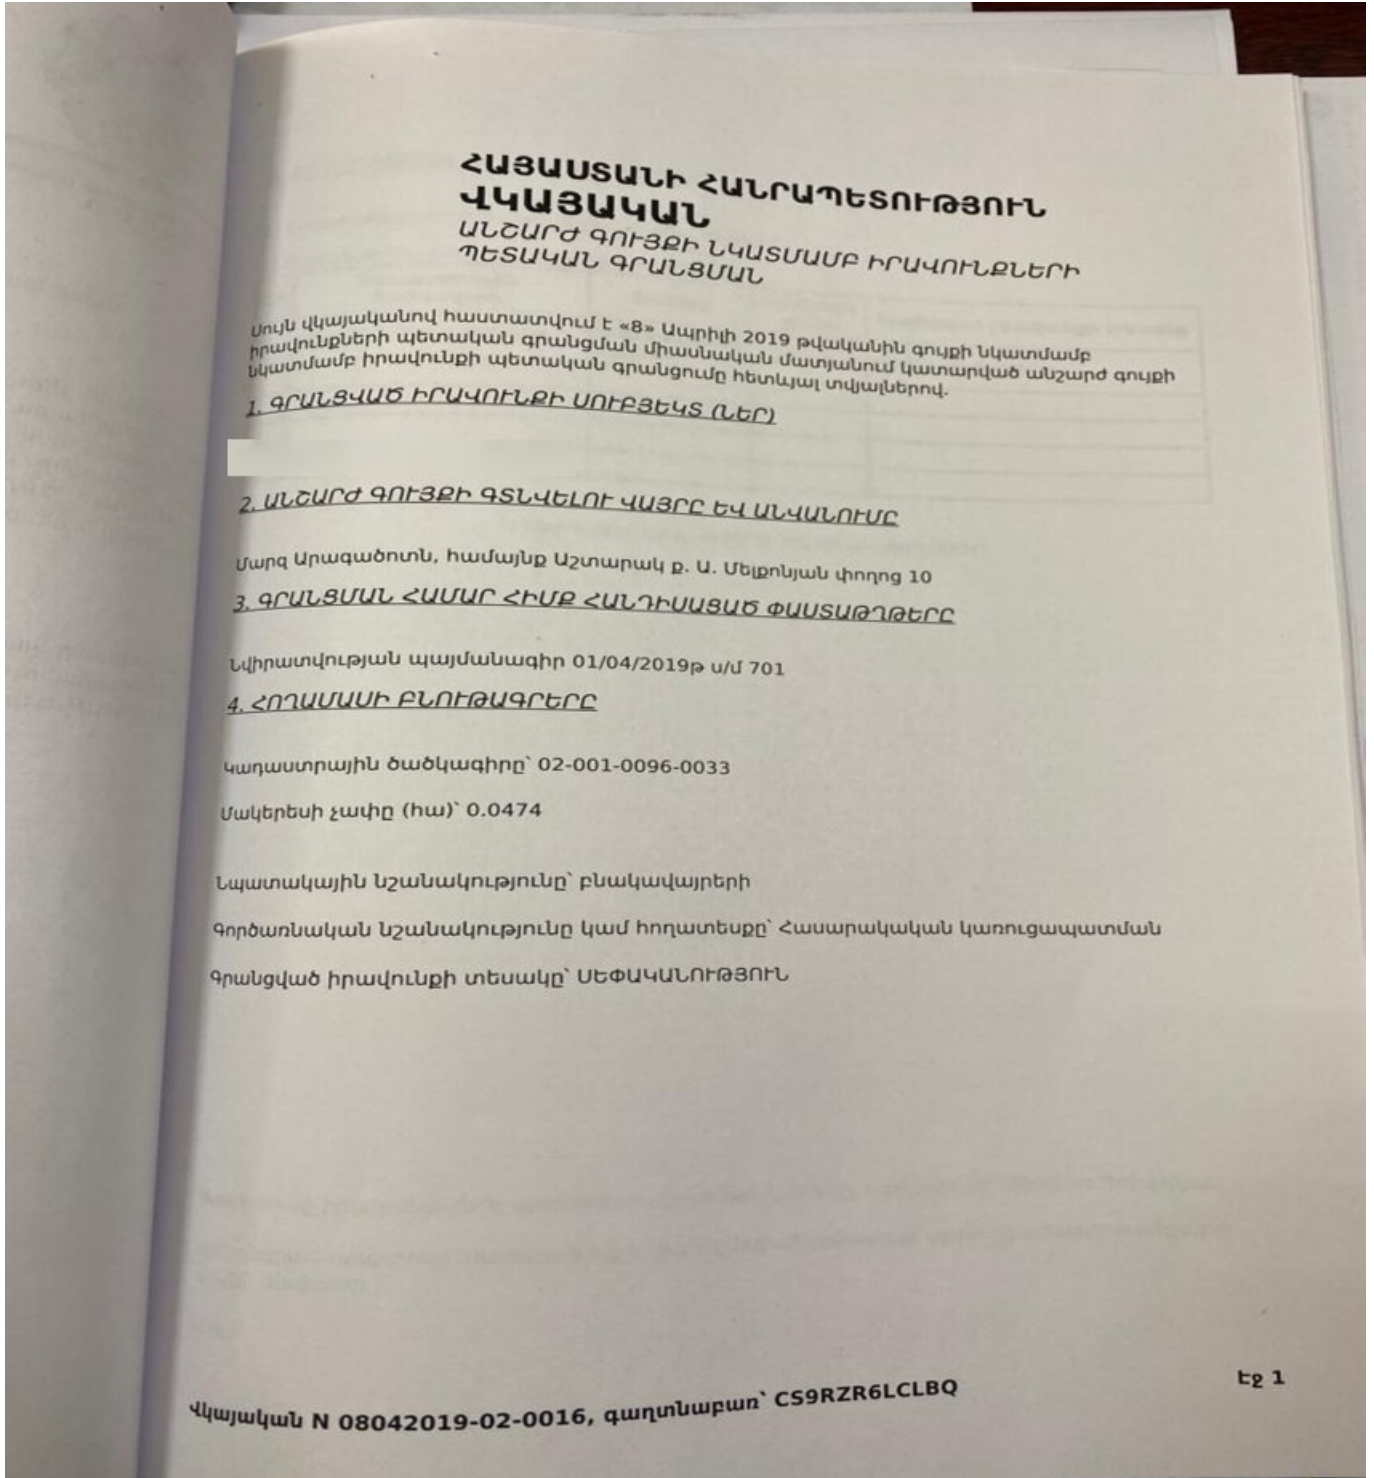 ՀԱՅԱՍՏԱՆԻ ՀԱՆՐԱՊԵՏՈՒԹՅՈՒՆ
ՎԿԱՅԱԿԱՆ
ԱՆՇԱՐԺ ԳՈՒՅՔԻ ՆԿԱՏՄԱՄԲ ԻՐԱՎՈՒՆՔՆԵՐԻ
ՊԵՏԱԿԱՆ ԳՐԱՆՑՄԱՆ
Սույն վկայականով հաստատվում է «8» Ապրիլի 2019 թվականին գույքի նկատմամբ
իրավունքների պետական գրանցման միասնական մատյանում կատարված անշարժ գույքի
նկատմամբ իրավունքի պետական գրանցումը հետևյալ տվյալներով.
1. ԳՐԱՆՑՎԱԾ ԻՐԱՎՈՒՆՔԻ ՍՈՒԲՅԵԿՏ (ՆԵՐ)
2. ԱՆՇԱՐԺ ԳՈՒՅՔԻ ԳՏՆՎԵԼՈՒ ՎԱՅՐԸ ԵՎ ԱՆՎԱՆՈՒՄԸ
Մարզ Արագածոտն, համայնք Աշտարակ ք. Ա. Մելքոնյան փողոց 10
3. ԳՐԱՆՑՄԱՆ ՀԱՄԱՐ ՀԻՄՔ ՀԱՆԴԻՍԱՑԱԾ ՓԱՍՏԱԹՂԹԵՐԸ
Նվիրատվության պայմանագիր 01/04/2019թ ս/մ 701
4. ՀՈՂԱՄԱՍԻ ԲՆՈՒԹԱԳՐԵՐԸ
Կադաստրային ծածկագիրը՝ 02-001-0096-0033
Մակերեսի չափը (հա)՝ 0.0474
Նպատակային նշանակությունը՝ բնակավայրերի
Գործառնական նշանակությունը կամ հողատեսքը՝ Հասարակական կառուցապատման
Գրանցված իրավունքի տեսակը՝ ՍԵՓԱԿԱՆՈՒԹՅՈՒՆ
Էջ 1
Վկայական N 08042019-02-0016, գաղտնաբառ՝ CS9RZR6LCLBQ